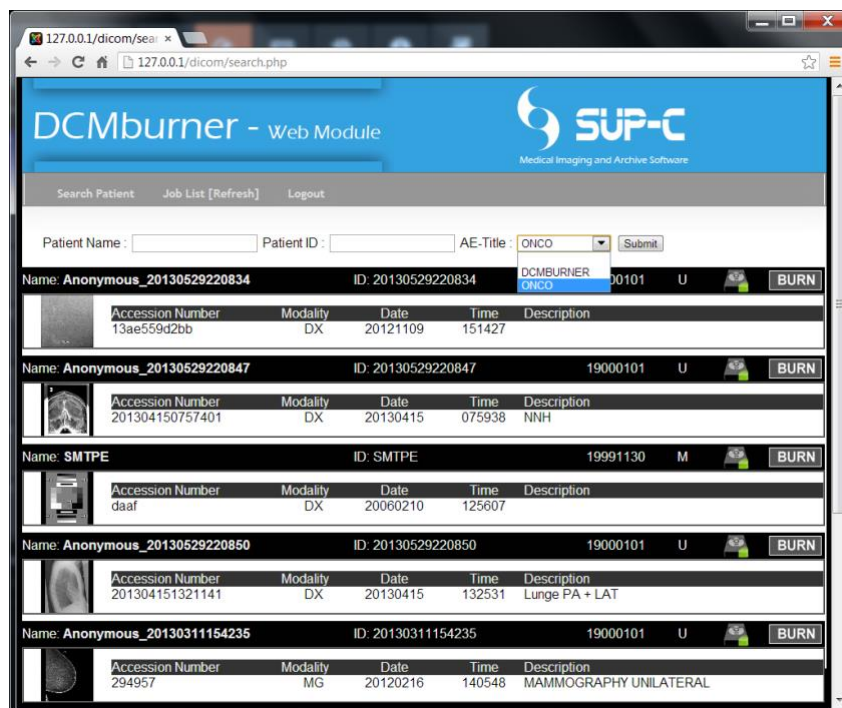 127.0.0.1/dicom/sear
127.0.0.1/dicom/search.php
DCMburner - Web Module
SUP-C
Medical Imaging and Archive Software
Search Patient Job List [Refresh] Logout
Patient Name : Patient ID : AE-Title : ONCO Submit
DCMBURNER
ONCO
Name: Anonymous_20130529220834 ID: 20130529220834 0000101 U BURN
Accession Number Modality Date Time Description
13ae559d2bb DX 20121109 151427
Name: Anonymous_20130529220847 ID: 20130529220847 19000101 U BURN
Accession Number Modality Date Time Description
201304150757401 DX 20130415 075938 NNH
Name: SMTPE ID: SMTPE 19991130 M BURN
Accession Number Modality Date Time Description
daaf DX 20060210 125607
Name: Anonymous_20130529220850 ID: 20130529220850 19000101 U BURN
Accession Number Modality Date Time Description
201304151321141 DX 20130415 132531 Lunge PA + LAT
Name: Anonymous_20130311154235 ID: 20130311154235 19000101 U BURN
Accession Number Modality Date Time Description
294957 MG 20120216 140548 MAMMOGRAPHY UNILATERAL